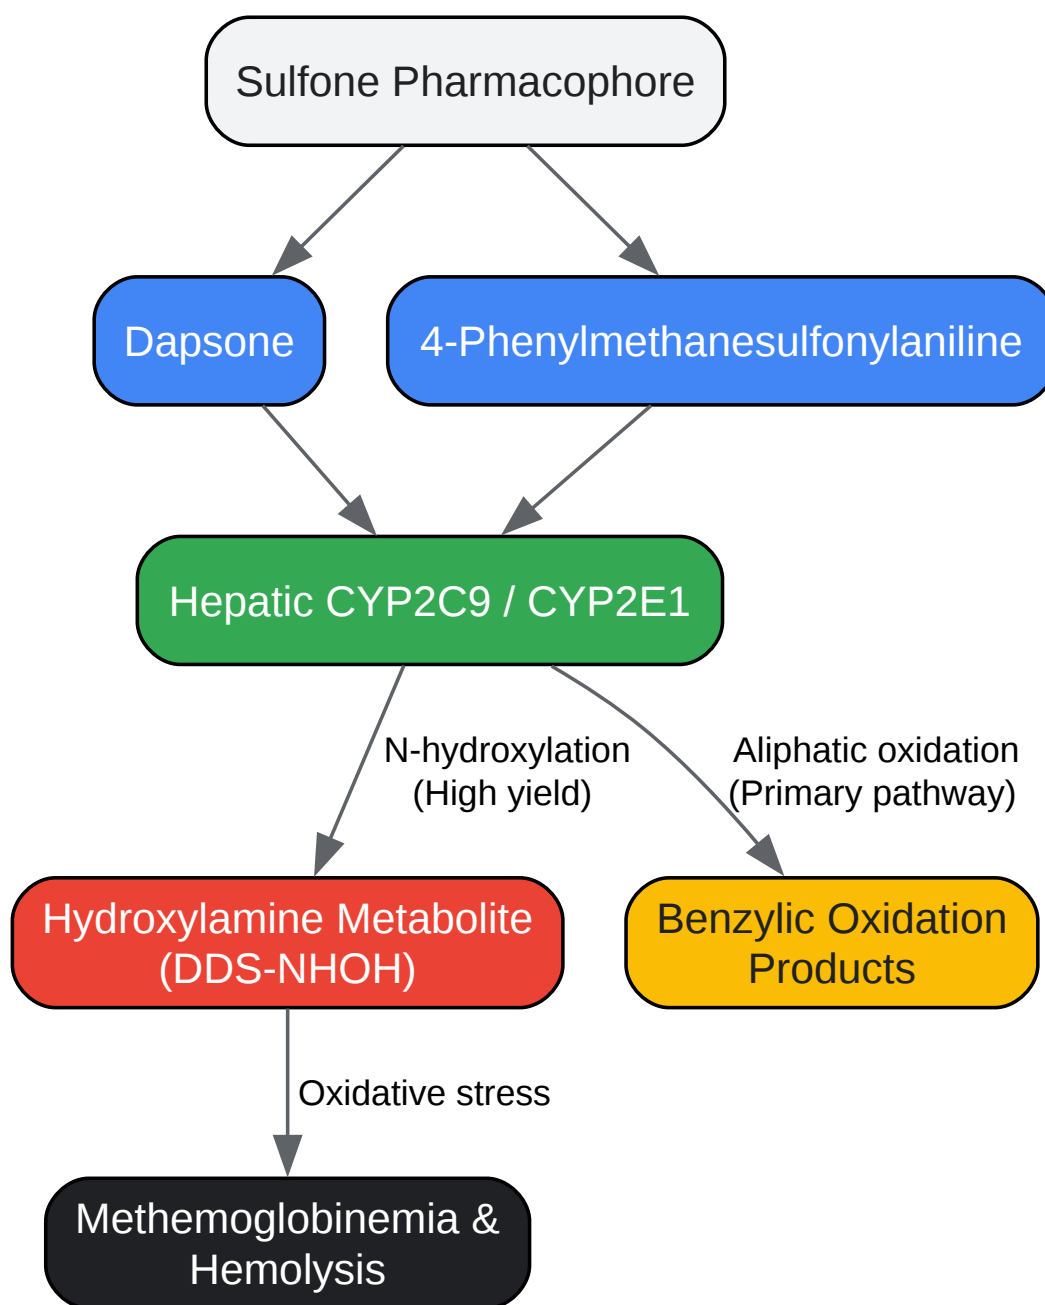 Sulfone Pharmacophore
Dapsone
4-Phenylmethanesulfonylaniline
Hepatic CYP2C9 / CYP2E1
N-hydroxylation
(High yield)
Aliphatic oxidation
(Primary pathway)
Hydroxylamine Metabolite
(DDS-NHOH)
Benzylic Oxidation
Products
Oxidative stress
Methemoglobinemia &
Hemolysis